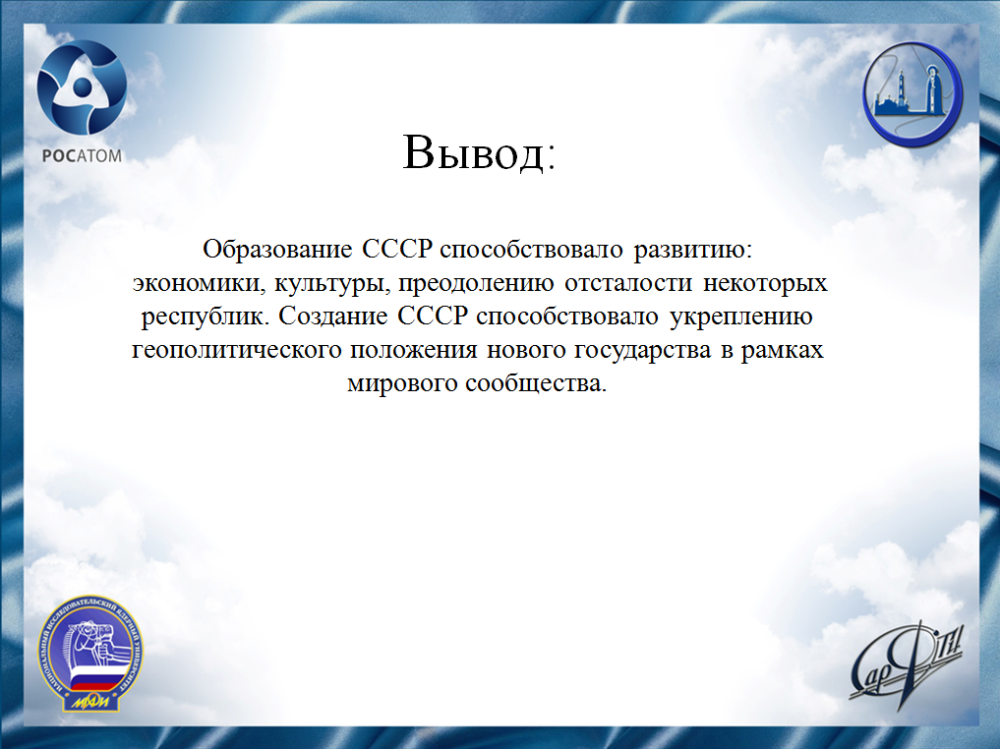 РОСАТОМ
Вывод:
Образование СССР способствовало развитию:
экономики, культуры, преодолению отсталости некоторых
республик. Создание СССР способствовало укреплению
геополитического положения нового государства в рамках
мирового сообщества.
НАЦИОНАЛЬНЫЙ ИССЛЕДОВАТЕЛЬСКИЙ ЯДЕРНЫЙ УНИВЕРСИТЕТ
МИФИ
СарФТИ